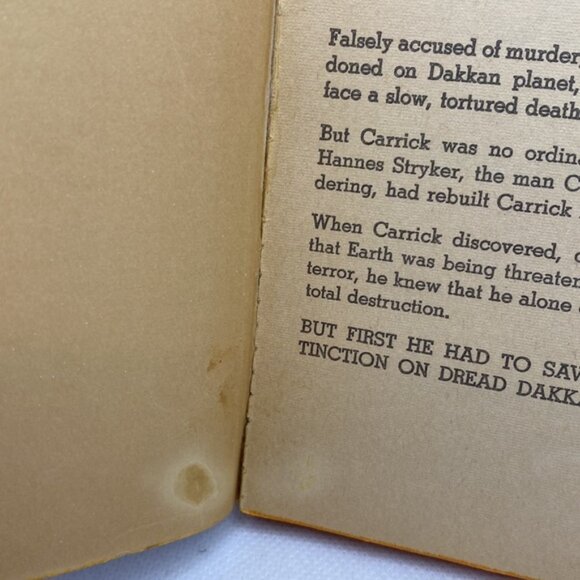 Falsely accused of murder,
doned on Dakkan planet,
face a slow, tortured death
But Carrick was no ordina
Hannes Stryker, the man C
dering, had rebuilt Carrick
When Carrick discovered,
that Earth was being threaten
terror, he knew that he alone
total destruction.
BUT FIRST HE HAD TO SAV
TINCTION ON DREAD DAKKA